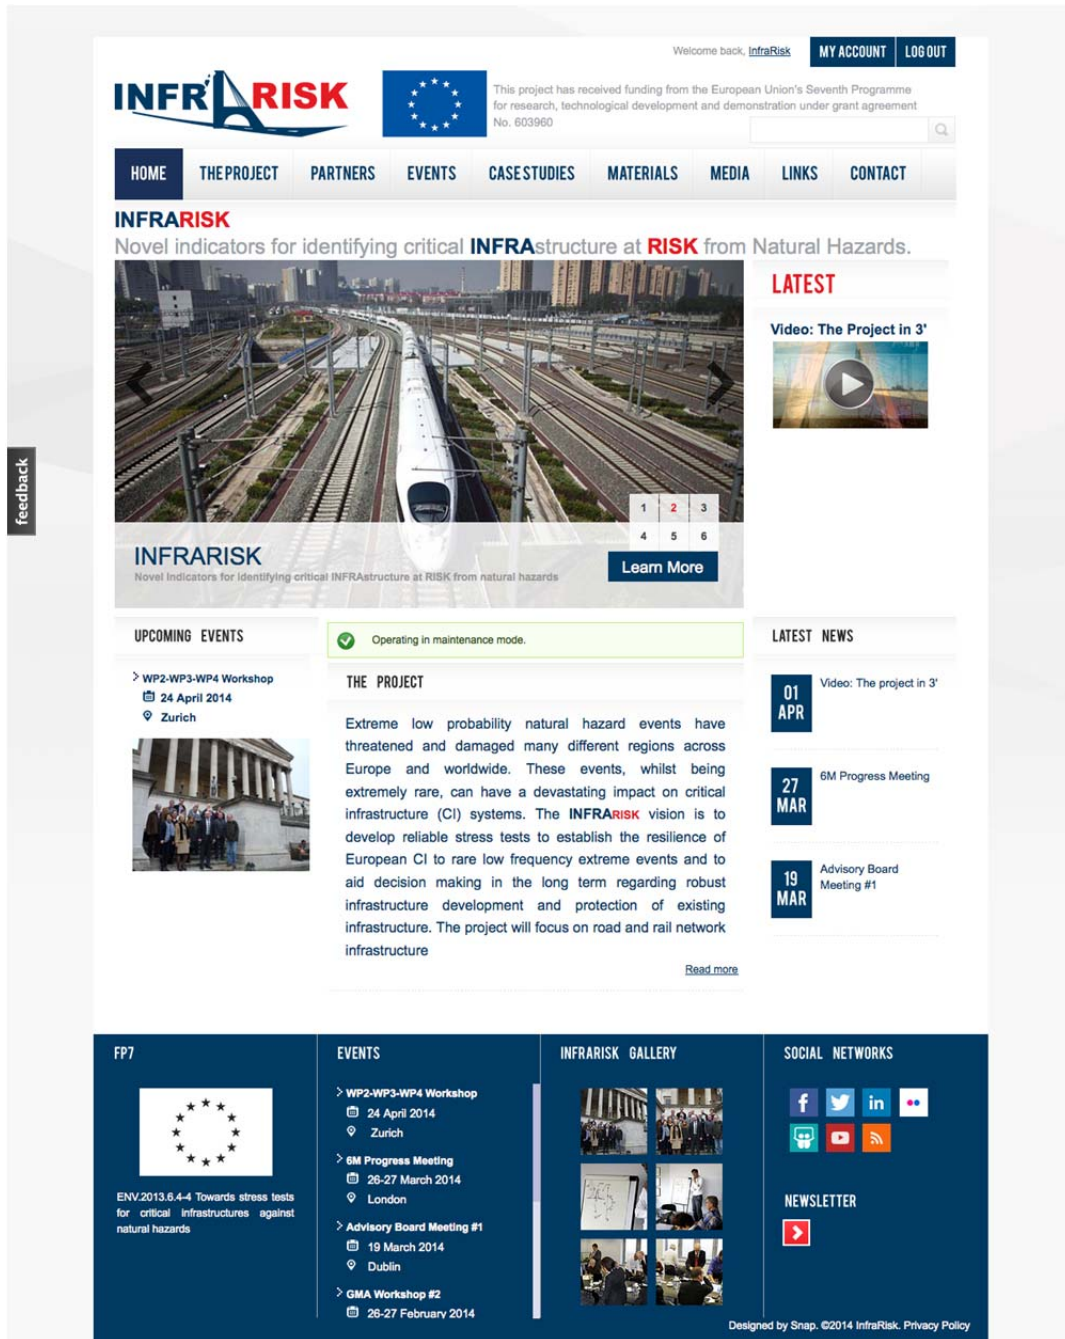 Welcome back, InfraRisk
MY ACCOUNT
LOG OUT
INFRARISK
This project has received funding from the European Union's Seventh Programme
for research, technological development and demonstration under grant agreement
No. 603960
HOME
THE PROJECT
PARTNERS
EVENTS
CASE STUDIES
MATERIALS
MEDIA
LINKS
CONTACT
INFRARISK
Novel indicators for identifying critical INFRAstructure at RISK from Natural Hazards.
LATEST
Video: The Project in 3'
feedback
1 2 3
4 5 6
INFRARISK
Novel Indicators for identifying critical INFRAstructure at RISK from natural hazards
Learn More
UPCOMING EVENTS
WP2-WP3-WP4 Workshop
24 April 2014
Zurich
Operating in maintenance mode.
THE PROJECT
Extreme low probability natural hazard events have
threatened and damaged many different regions across
Europe and worldwide. These events, whilst being
extremely rare, can have a devastating impact on critical
infrastructure (CI) systems. The INFRARISK vision is to
develop reliable stress tests to establish the resilience of
European CI to rare low frequency extreme events and to
aid decision making in the long term regarding robust
infrastructure development and protection of existing
infrastructure. The project will focus on road and rail network
infrastructure
Read more
LATEST NEWS
01
APR
Video: The project in 3'
27
MAR
6M Progress Meeting
19
MAR
Advisory Board
Meeting #1
FP7
ENV.2013.6.4-4 Towards stress tests
for critical infrastructures against
natural hazards
EVENTS
WP2-WP3-WP4 Workshop
24 April 2014
Zurich
6M Progress Meeting
26-27 March 2014
London
Advisory Board Meeting #1
19 March 2014
Dublin
GMA Workshop #2
26-27 February 2014
INFRARISK GALLERY
SOCIAL NETWORKS
f
in
NEWSLETTER
Designed by Snap. ©2014 InfraRisk. Privacy Policy